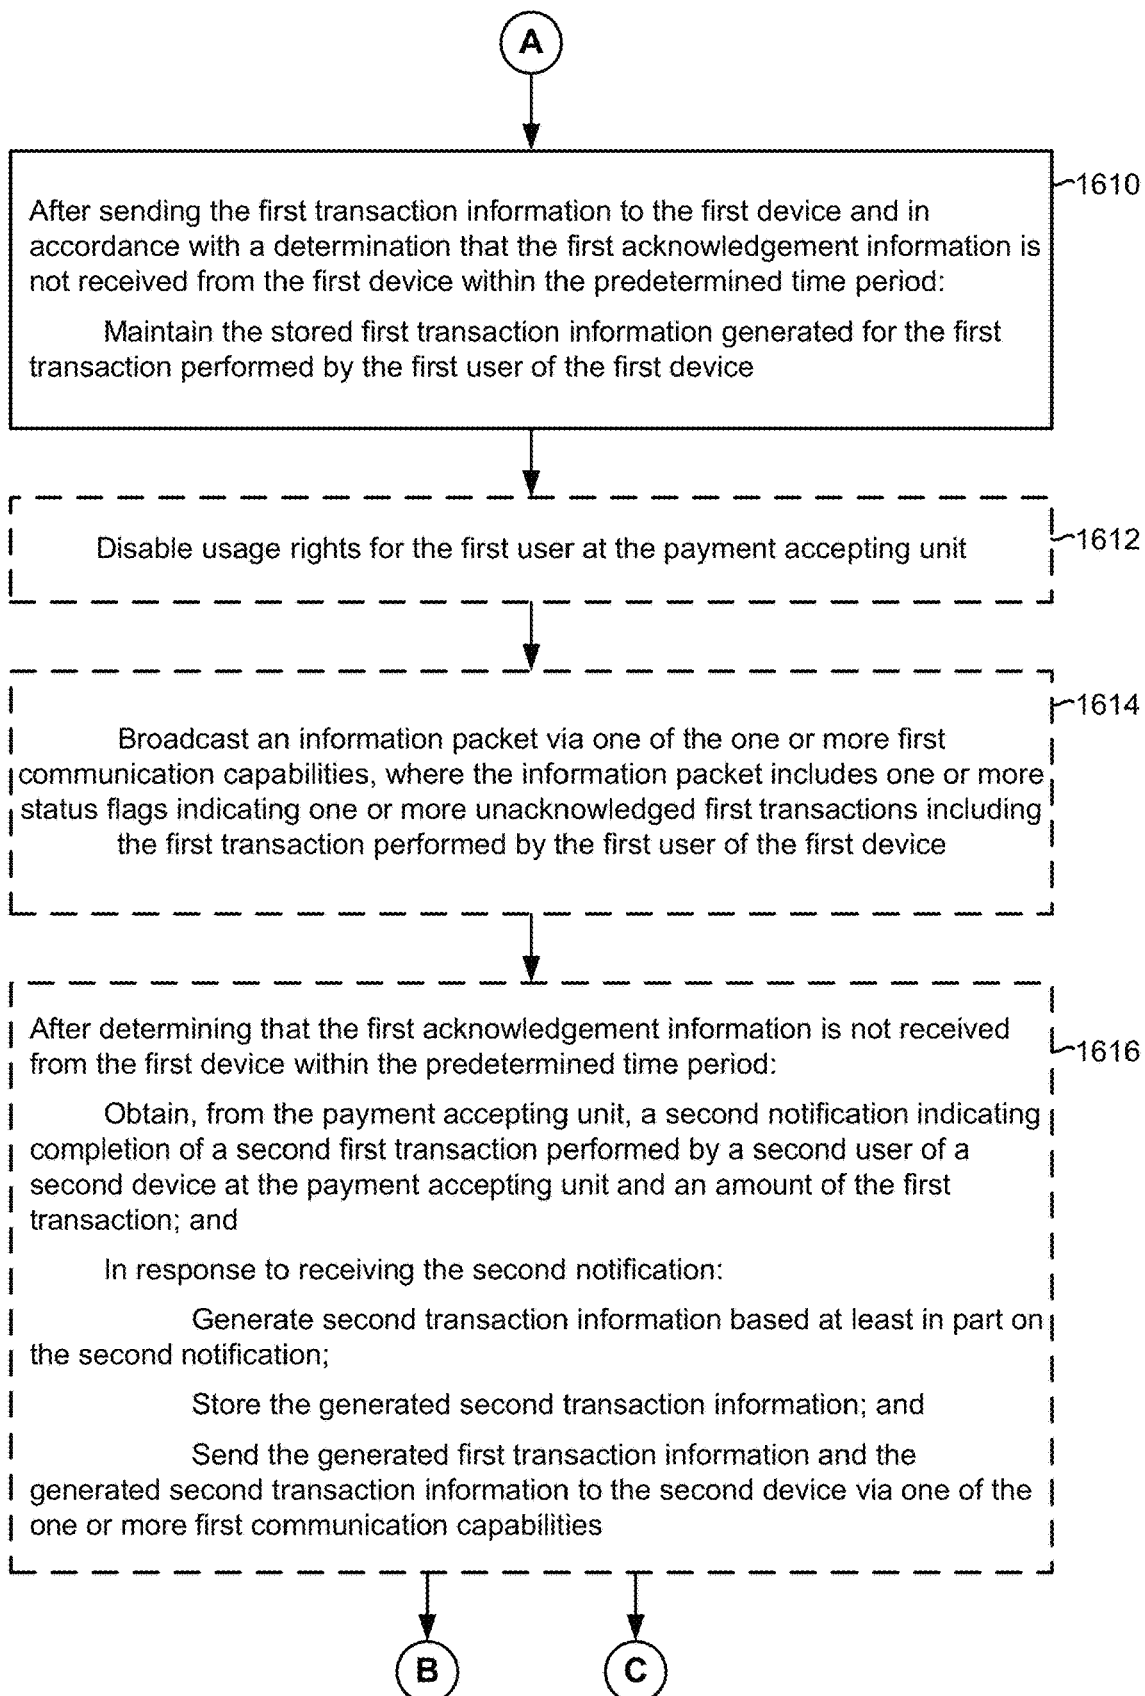 A
1610
After sending the first transaction information to the first device and in
accordance with a determination that the first acknowledgement information is
not received from the first device within the predetermined time period:
Maintain the stored first transaction information generated for the first
transaction performed by the first user of the first device
1612
Disable usage rights for the first user at the payment accepting unit
1614
Broadcast an information packet via one of the one or more first
communication capabilities, where the information packet includes one or more
status flags indicating one or more unacknowledged first transactions including
the first transaction performed by the first user of the first device
After determining that the first acknowledgement information is not received
1616
from the first device within the predetermined time period:
Obtain, from the payment accepting unit, a second notification indicating
completion of a second first transaction performed by a second user of a
second device at the payment accepting unit and an amount of the first
transaction; and
In response to receiving the second notification:
Generate second transaction information based at least in part on
the second notification;
Store the generated second transaction information; and
Send the generated first transaction information and the
generated second transaction information to the second device via one of the
one or more first communication capabilities
B
C